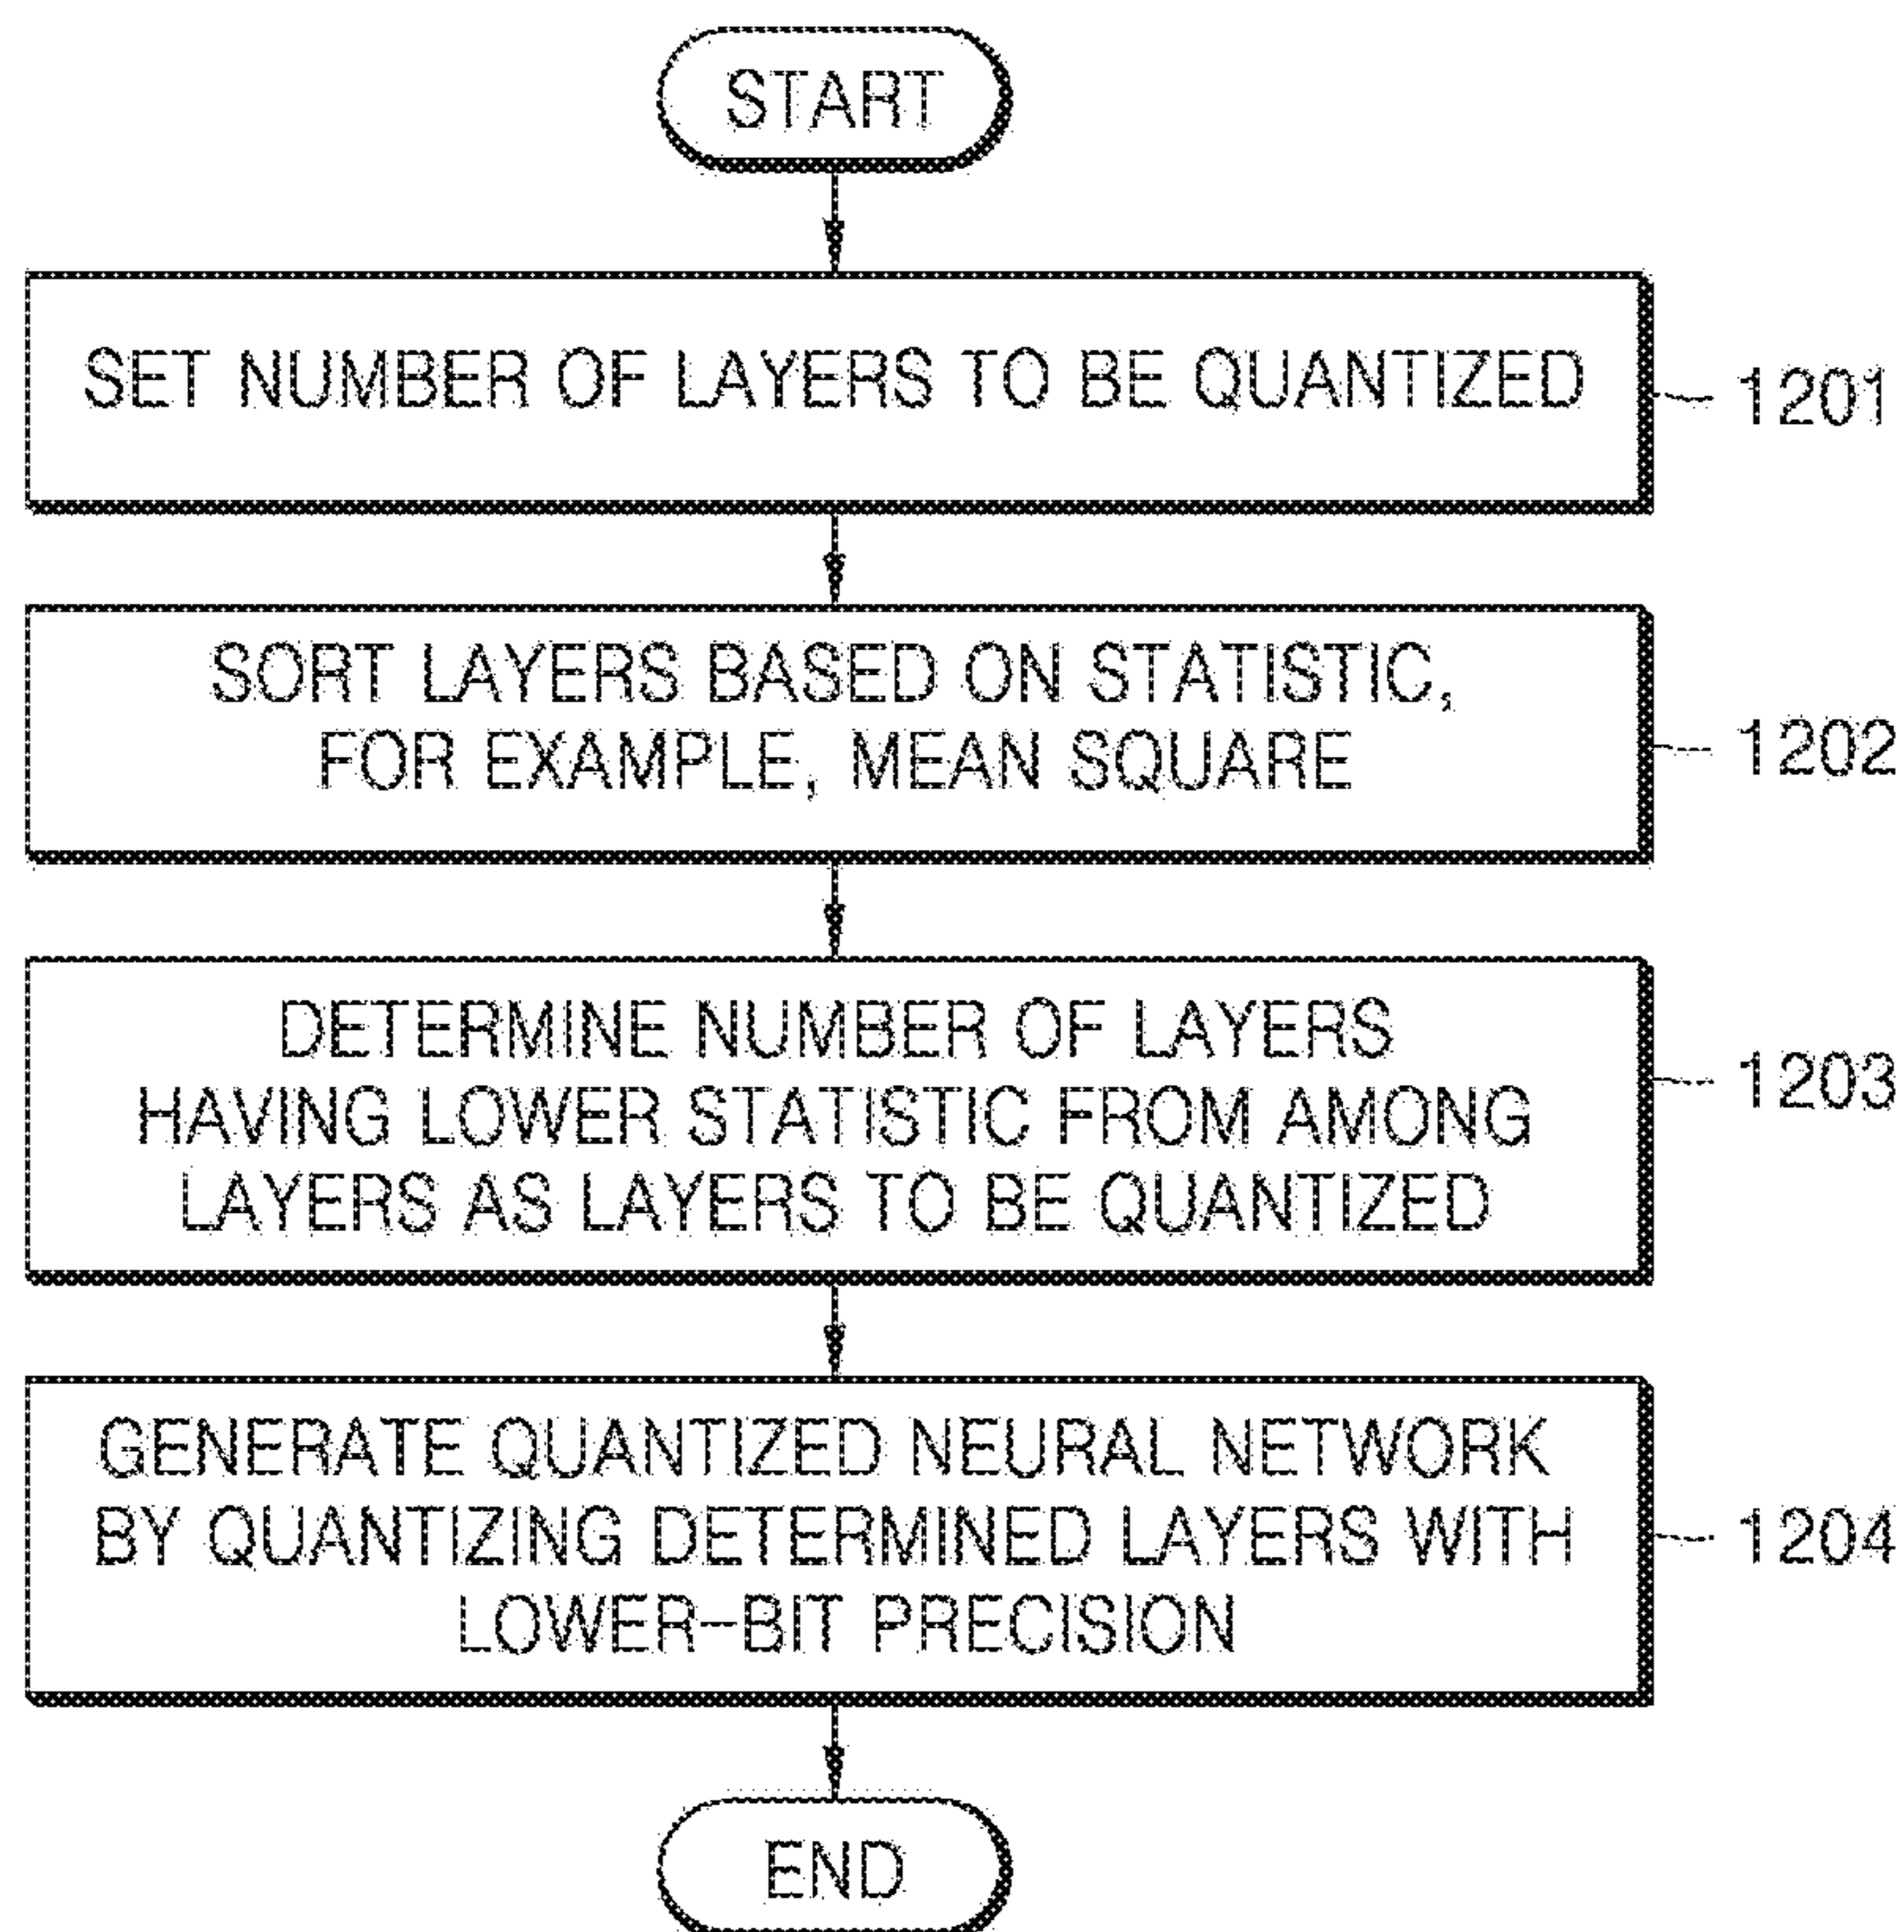 START
SET NUMBER OF LAYERS TO BE QUANTIZED
1201
SORT LAYERS BASED ON STATISTIC,
FOR EXAMPLE, MEAN SQUARE
1202
DETERMINE NUMBER OF LAYERS
HAVING LOWER STATISTIC FROM AMONG
LAYERS AS LAYERS TO BE QUANTIZED
1203
GENERATE QUANTIZED NEURAL NETWORK
BY QUANTIZING DETERMINED LAYERS WITH
LOWER-BIT PRECISION
1204
END